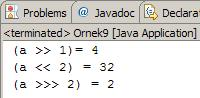 Problems @ Javadoc Declarat
<terminated> Ornek9 [Java Application]
(a >> 1)= 4
(a << 2) = 32
(a >>> 2) = 2